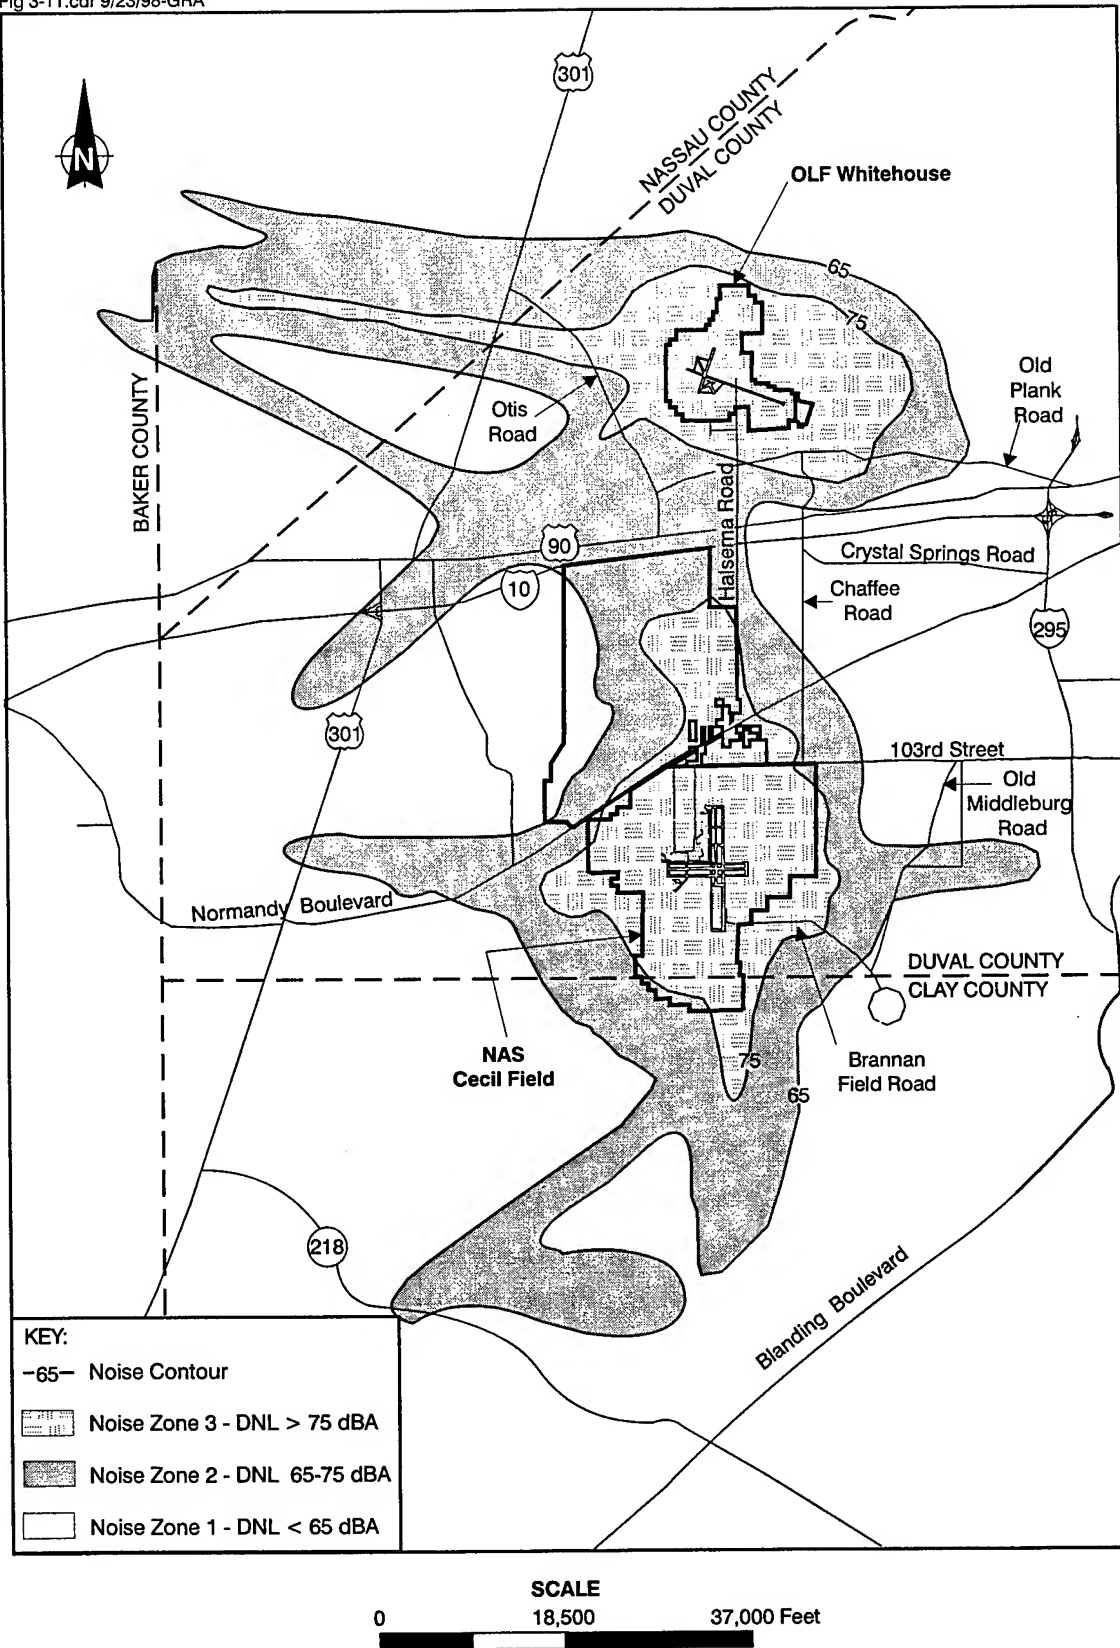 Fig 3-11.cdr 9/23/98-GRA
301
N
NASSAU COUNTY
DUVAL COUNTY
OLF Whitehouse
65
75
Old
Plank
Road
Otis
Road
BAKER COUNTY
Halsema Road
90
Crystal Springs Road
10
Chaffee
Road
295
301
103rd Street
Old
Middleburg
Road
Normandy Boulevard
DUVAL COUNTY
CLAY COUNTY
NAS
Cecil Field
75
Brannan
Field Road
65
218
Blanding Boulevard
KEY:
-65- Noise Contour
Noise Zone 3 - DNL > 75 dBA
Noise Zone 2 - DNL 65-75 dBA
Noise Zone 1 - DNL < 65 dBA
SCALE
0 18,500 37,000 Feet